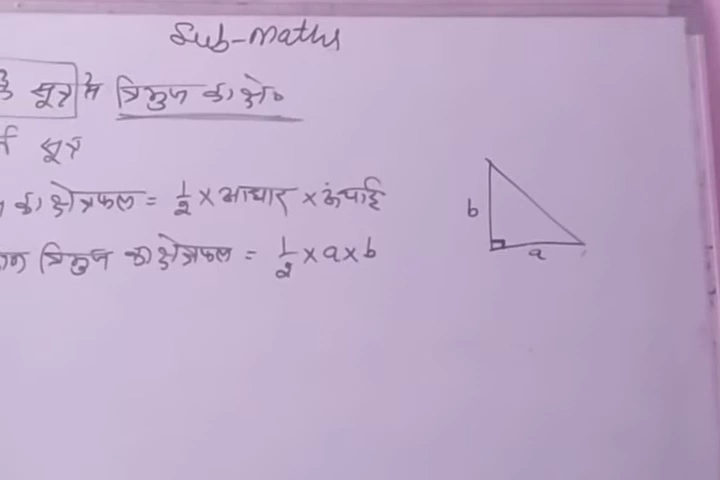 Sub-Maths
के सूत्र से त्रिभुज का क्षे०
सूत्र
का क्षेत्रफल = 1/2 × आधार × ऊंचाई
त्रिभुज का क्षेत्रफल = 1/2 × a × b
b
a